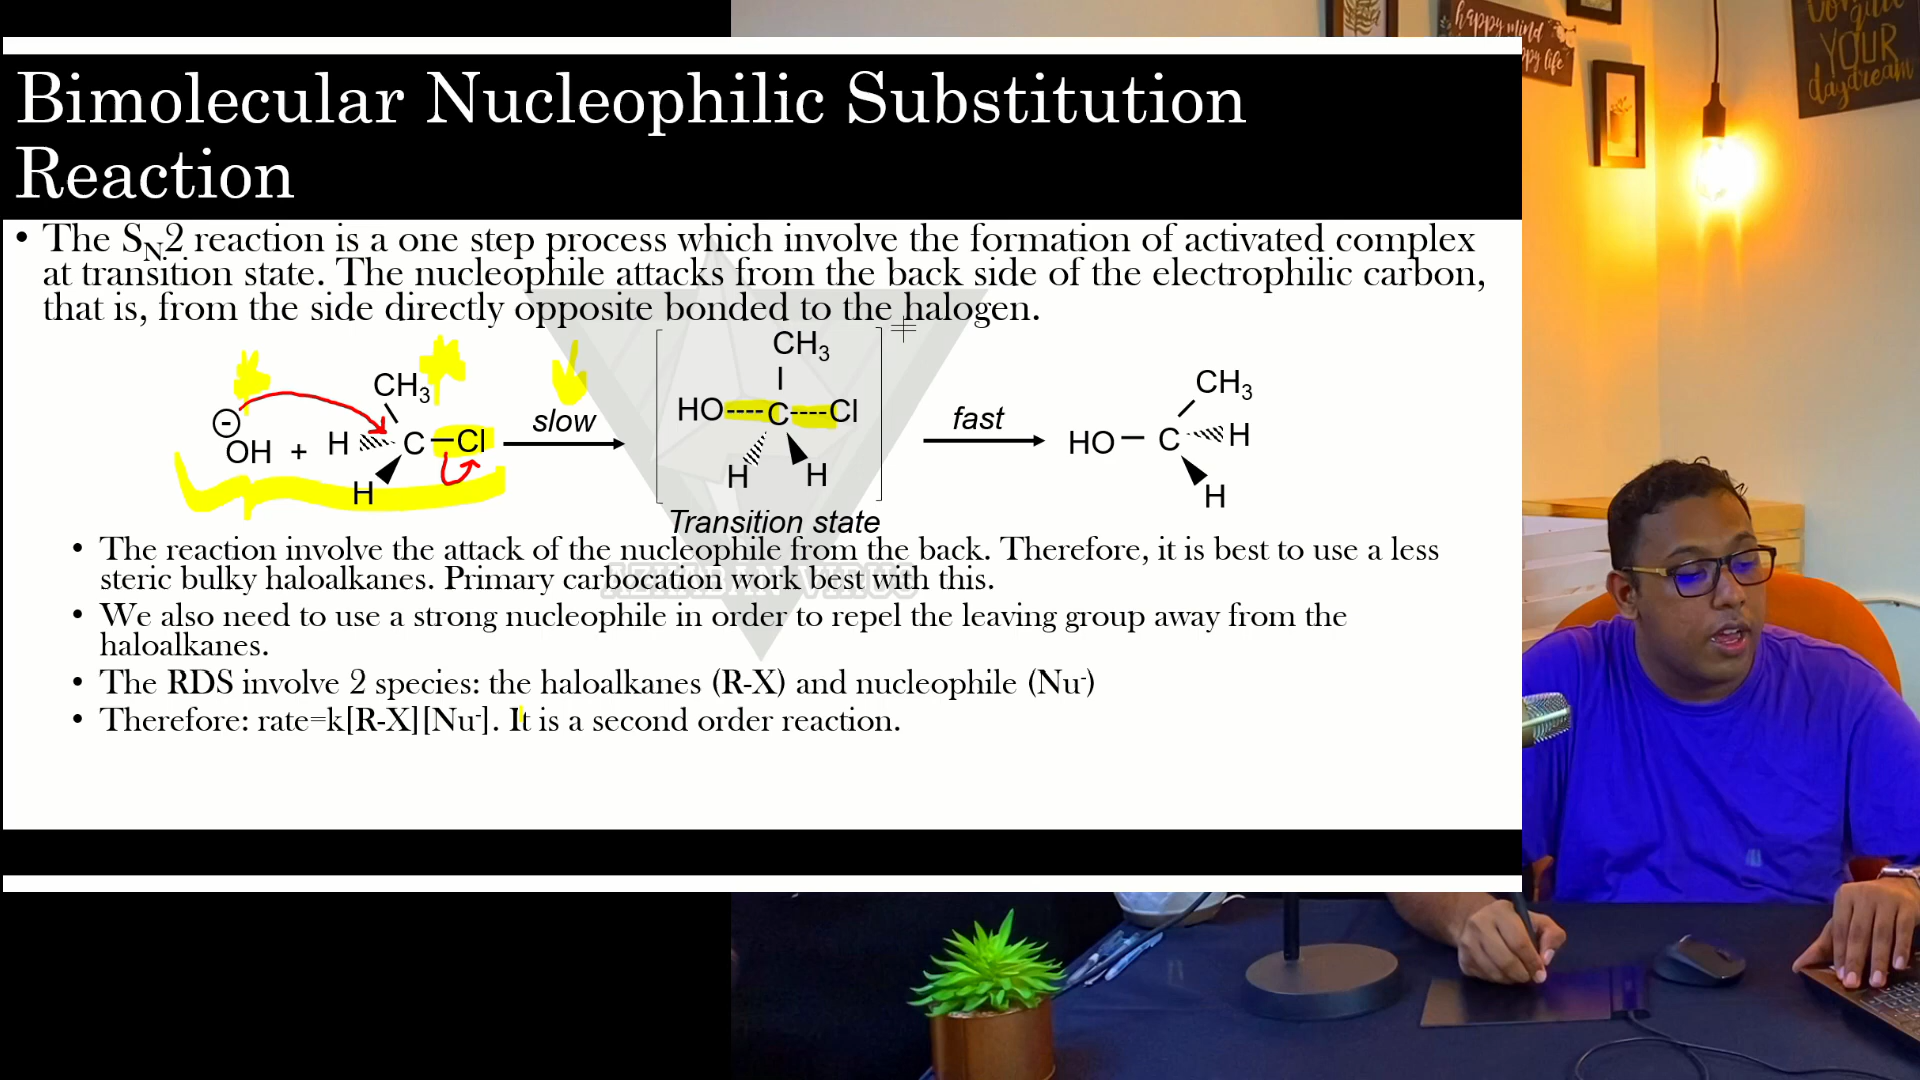 happy mind
happy life
YOUR
daydream
Bimolecular Nucleophilic Substitution
Reaction
• The SN2 reaction is a one step process which involve the formation of activated complex
at transition state. The nucleophile attacks from the back side of the electrophilic carbon,
that is, from the side directly opposite bonded to the halogen.
CH3
CH3
CH3
HO----C----Cl
slow
fast
-
OH + H C Cl
HO C H
H H
H
H
Transition state
• The reaction involve the attack of the nucleophile from the back. Therefore, it is best to use a less
steric bulky haloalkanes. Primary carbocation work best with this.
AZKABAN VIRUS
• We also need to use a strong nucleophile in order to repel the leaving group away from the
haloalkanes.
• The RDS involve 2 species: the haloalkanes (R-X) and nucleophile (Nu-)
• Therefore: rate=k[R-X][Nu-]. It is a second order reaction.